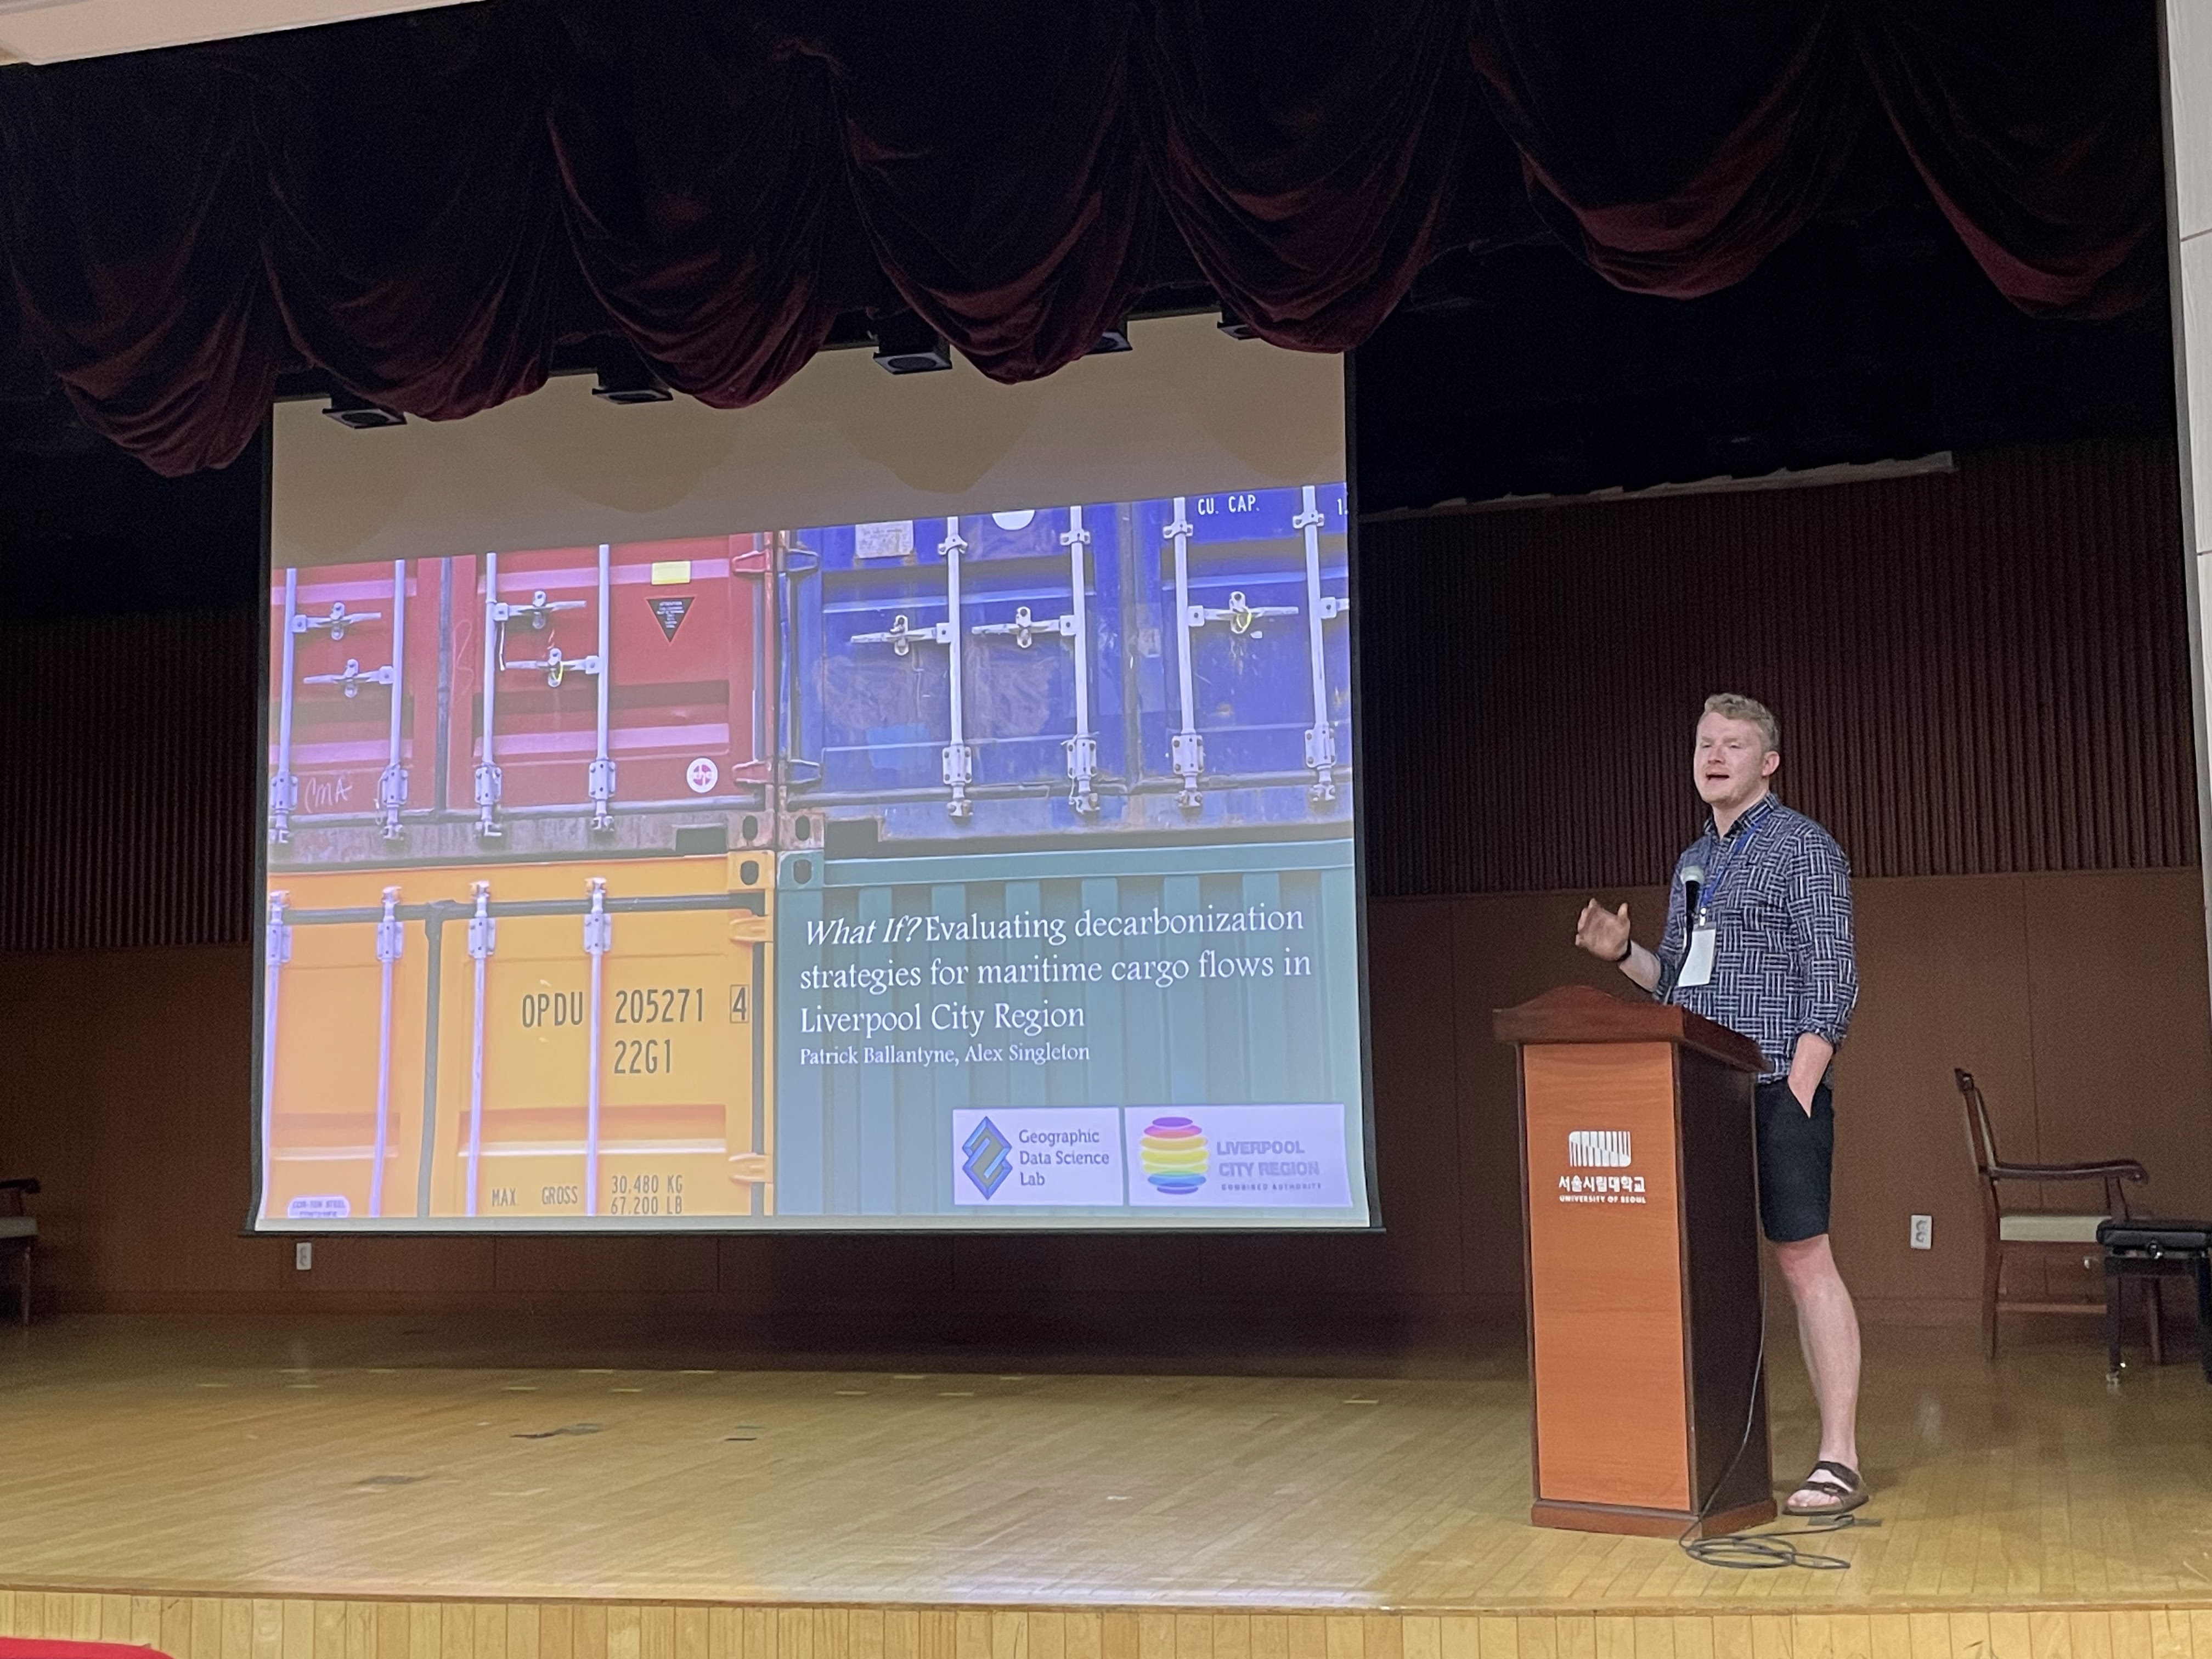 CU. CAP.
CMA
OPDU 205271 4
22G1
MAX. GROSS 30.480 KG
67.200 LB
What If? Evaluating decarbonization
strategies for maritime cargo flows in
Liverpool City Region
Patrick Ballantyne, Alex Singleton
Geographic
Data Science
Lab
LIVERPOOL
CITY REGION
COMBINED AUTHORITY
서울시립대학교
UNIVERSITY OF SEOUL